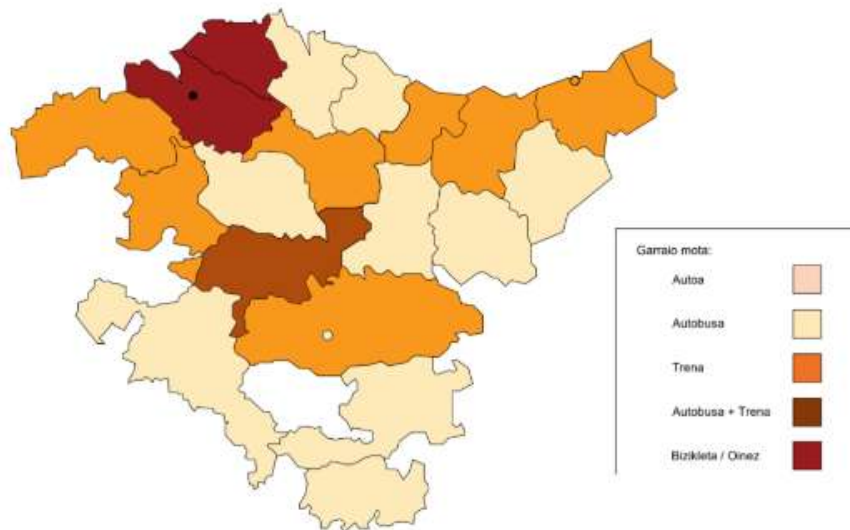 Garraio mota:
Autoa
Autobusa
Trena
Autobusa + Trena
Bizikleta / Oinez